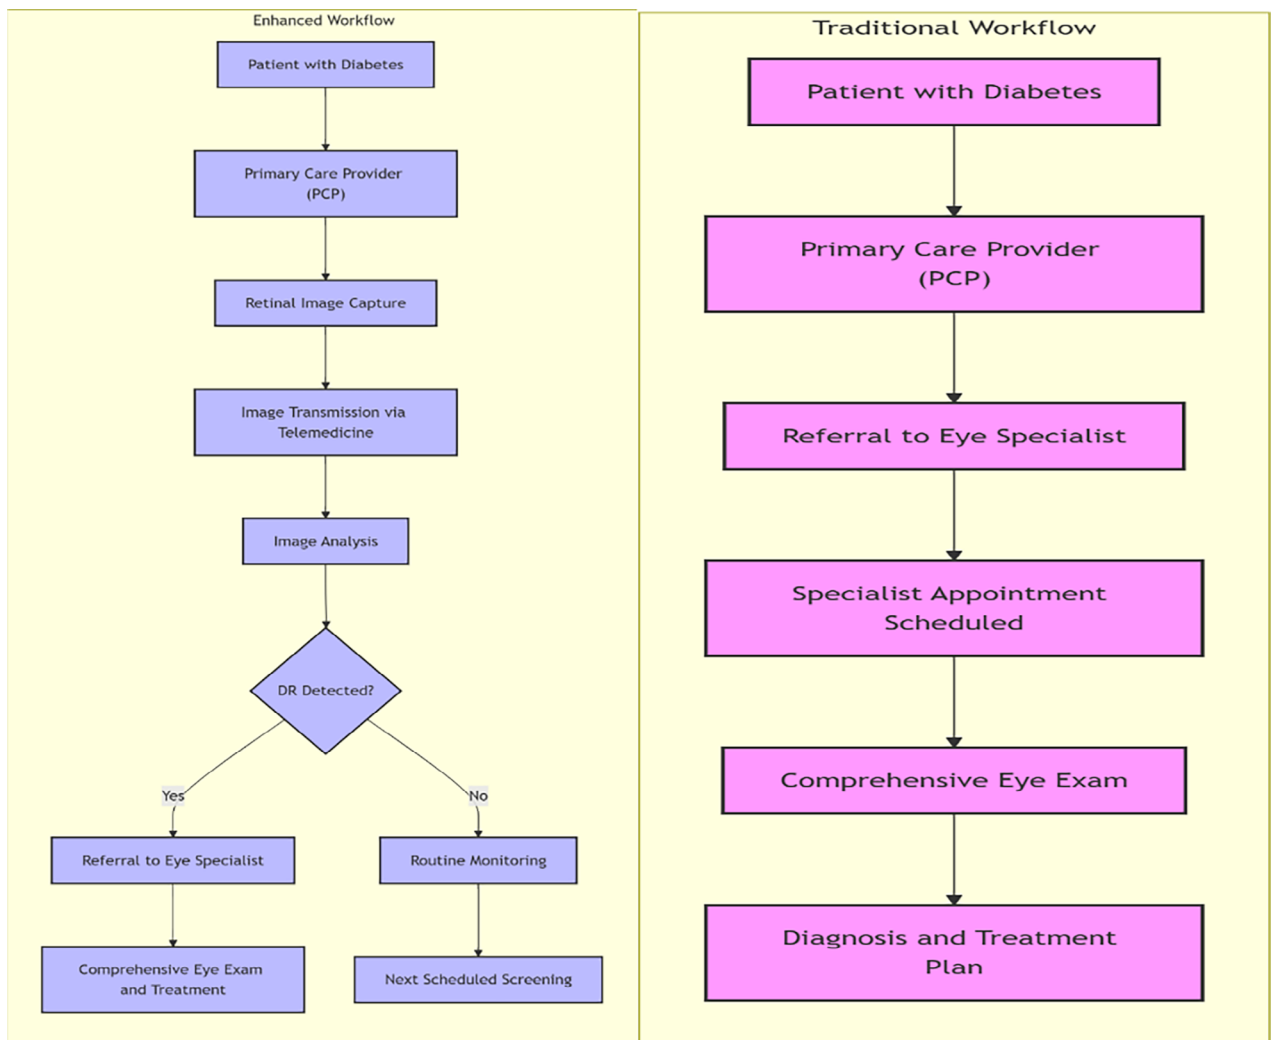 Enhanced Workflow
Patient with Diabetes
Primary Care Provider
(PCP)
Retinal Image Capture
Image Transmission via
Telemedicine
Image Analysis
DR Detected?
Yes
No
Referral to Eye Specialist
Routine Monitoring
Comprehensive Eye Exam
and Treatment
Next Scheduled Screening
Traditional Workflow
Patient with Diabetes
Primary Care Provider
(PCP)
Referral to Eye Specialist
Specialist Appointment
Scheduled
Comprehensive Eye Exam
Diagnosis and Treatment
Plan